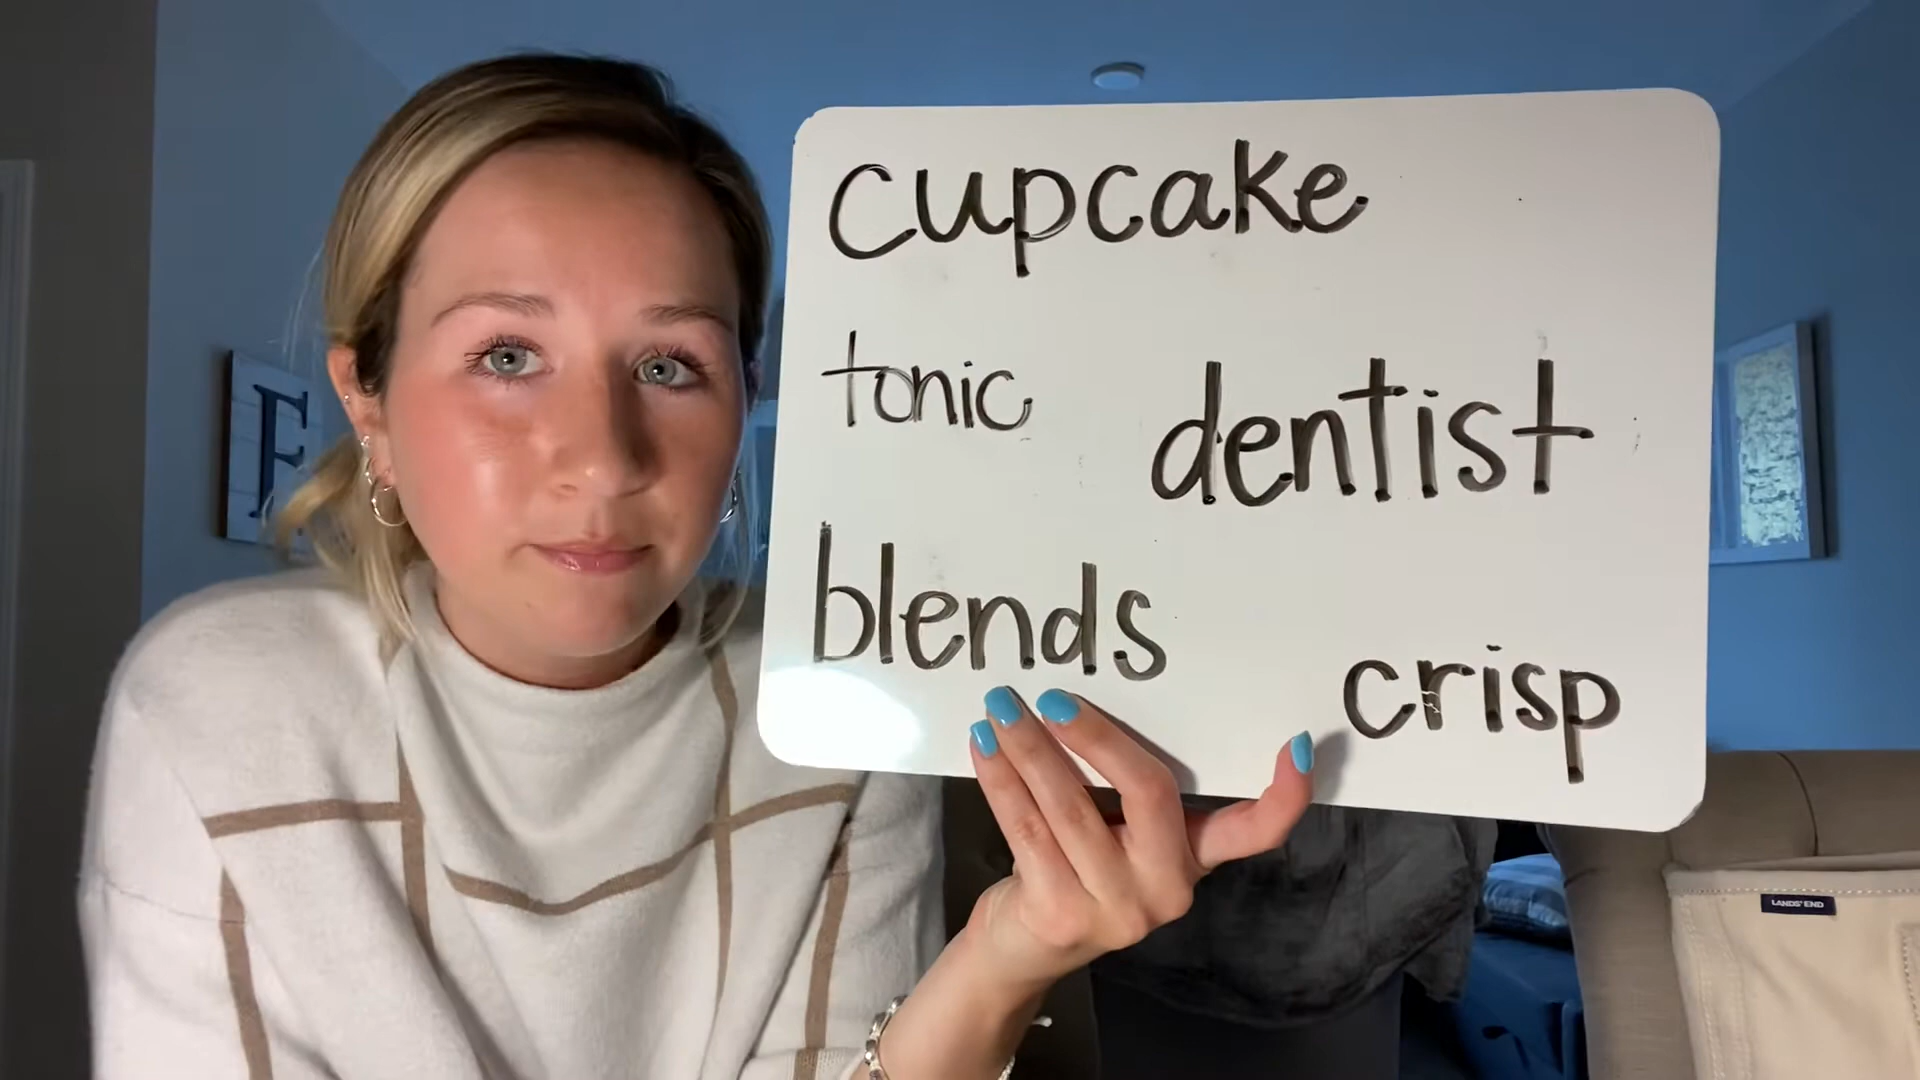 cupcake
tonic
dentist
blends
crisp
F
LANDS' END